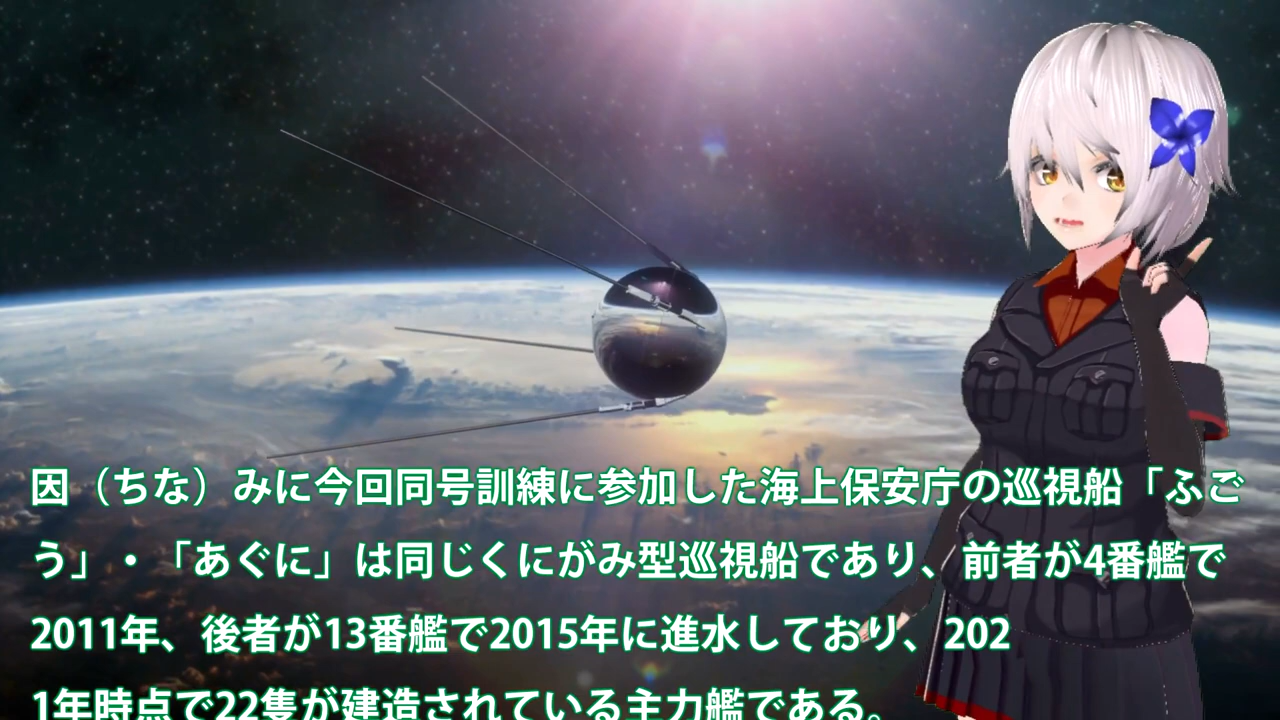 因（ちな）みに今回同号訓練に参加した海上保安庁の巡視船「ふご
う」・「あぐに」は同じくにがみ型巡視船であり、前者が4番艦で
2011年、後者が13番艦で2015年に進水しており、202
1年時点で22隻が建造されている主力艦である。